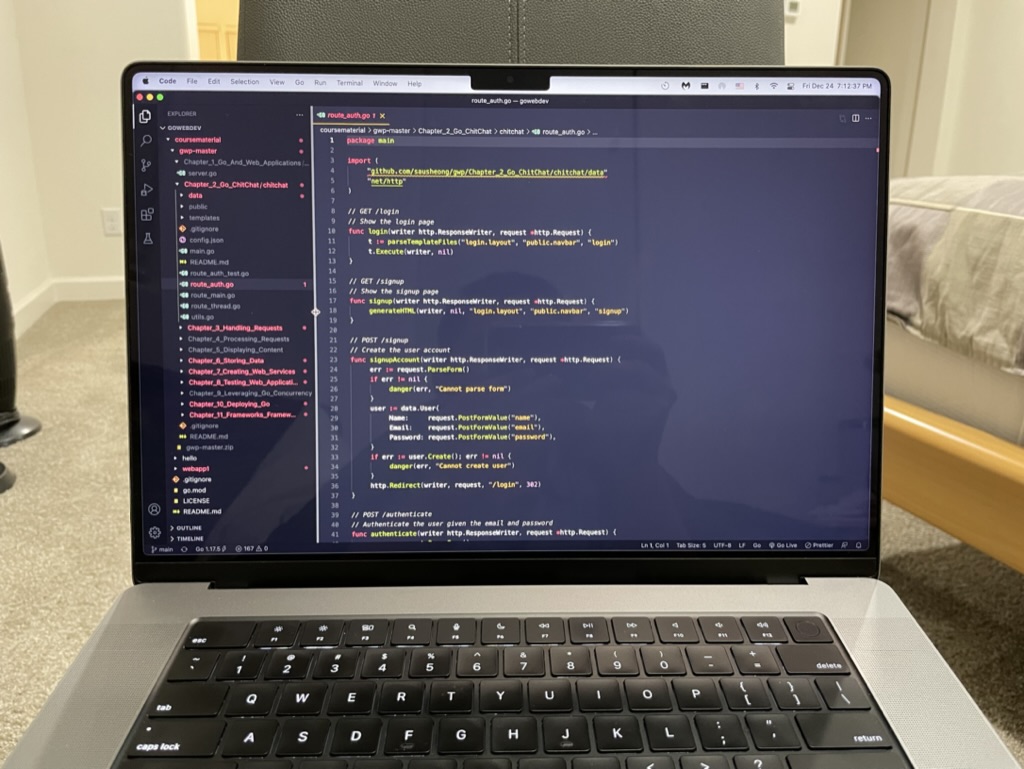 Code File Edit Selection View Go Run Terminal Window Help Fri Dec 24 7:12:37 PM
route_auth.go — gowebdev
EXPLORER
GOWEBDEV
coursematerial
gwp-master
Chapter_1_Go_And_Web_Applications
server.go
Chapter_2_Go_ChitChat/chitchat
data
public
templates
.gitignore
config.json
main.go
README.md
route_auth_test.go
route_auth.go 1
route_main.go
route_thread.go
utils.go
Chapter_3_Handling_Requests
Chapter_4_Processing_Requests
Chapter_5_Displaying_Content
Chapter_6_Storing_Data
Chapter_7_Creating_Web_Services
Chapter_8_Testing_Web_Applicati...
Chapter_9_Leveraging_Go_Concurrency
Chapter_10_Deploying_Go
Chapter_11_Frameworks_Framew...
.gitignore
README.md
gwp-master.zip
hello
webapp1
.gitignore
go.mod
LICENSE
README.md
OUTLINE
TIMELINE
route_auth.go 1 ×
coursematerial > gwp-master > Chapter_2_Go_ChitChat > chitchat > route_auth.go > ...
1 package main
2
3 import (
4 "github.com/sausheong/gwp/Chapter_2_Go_ChitChat/chitchat/data"
5 "net/http"
6 )
7
8 // GET /login
9 // Show the login page
10 func login(writer http.ResponseWriter, request *http.Request) {
11 t := parseTemplateFiles("login.layout", "public.navbar", "login")
12 t.Execute(writer, nil)
13 }
14
15 // GET /signup
16 // Show the signup page
17 func signup(writer http.ResponseWriter, request *http.Request) {
18 generateHTML(writer, nil, "login.layout", "public.navbar", "signup")
19 }
20
21 // POST /signup
22 // Create the user account
23 func signupAccount(writer http.ResponseWriter, request *http.Request) {
24 err := request.ParseForm()
25 if err != nil {
26 danger(err, "Cannot parse form")
27 }
28 user := data.User{
29 Name: request.PostFormValue("name"),
30 Email: request.PostFormValue("email"),
31 Password: request.PostFormValue("password"),
32 }
33 if err := user.Create(); err != nil {
34 danger(err, "Cannot create user")
35 }
36 http.Redirect(writer, request, "/login", 302)
37 }
38
39 // POST /authenticate
40 // Authenticate the user given the email and password
41 func authenticate(writer http.ResponseWriter, request *http.Request) {
main Go 1.17.5 167 0 Ln 1, Col 1 Tab Size: 5 UTF-8 LF Go Go Live Prettier
esc F1 F2 F3 F4 F5 F6 F7 F8 F9 F10 F11 F12
~ ` ! 1 @ 2 # 3 $ 4 % 5 ^ 6 & 7 * 8 ( 9 ) 0 _ - + = delete
tab Q W E R T Y U I O P { [ } ] | \
caps lock A S D F G H J K L : ; " ' return
< > ?